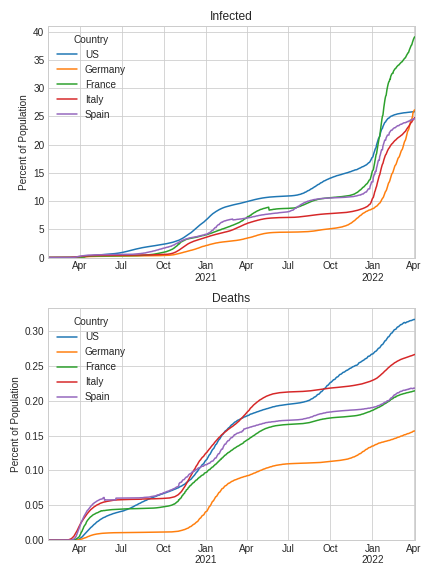 Infected
Percent of Population
40
35
30
25
20
15
10
5
0
Country
US
Germany
France
Italy
Spain
Apr Jul Oct Jan Apr Jul Oct Jan Apr
2021 2022
Deaths
Percent of Population
0.30
0.25
0.20
0.15
0.10
0.05
0.00
Country
US
Germany
France
Italy
Spain
Apr Jul Oct Jan Apr Jul Oct Jan Apr
2021 2022